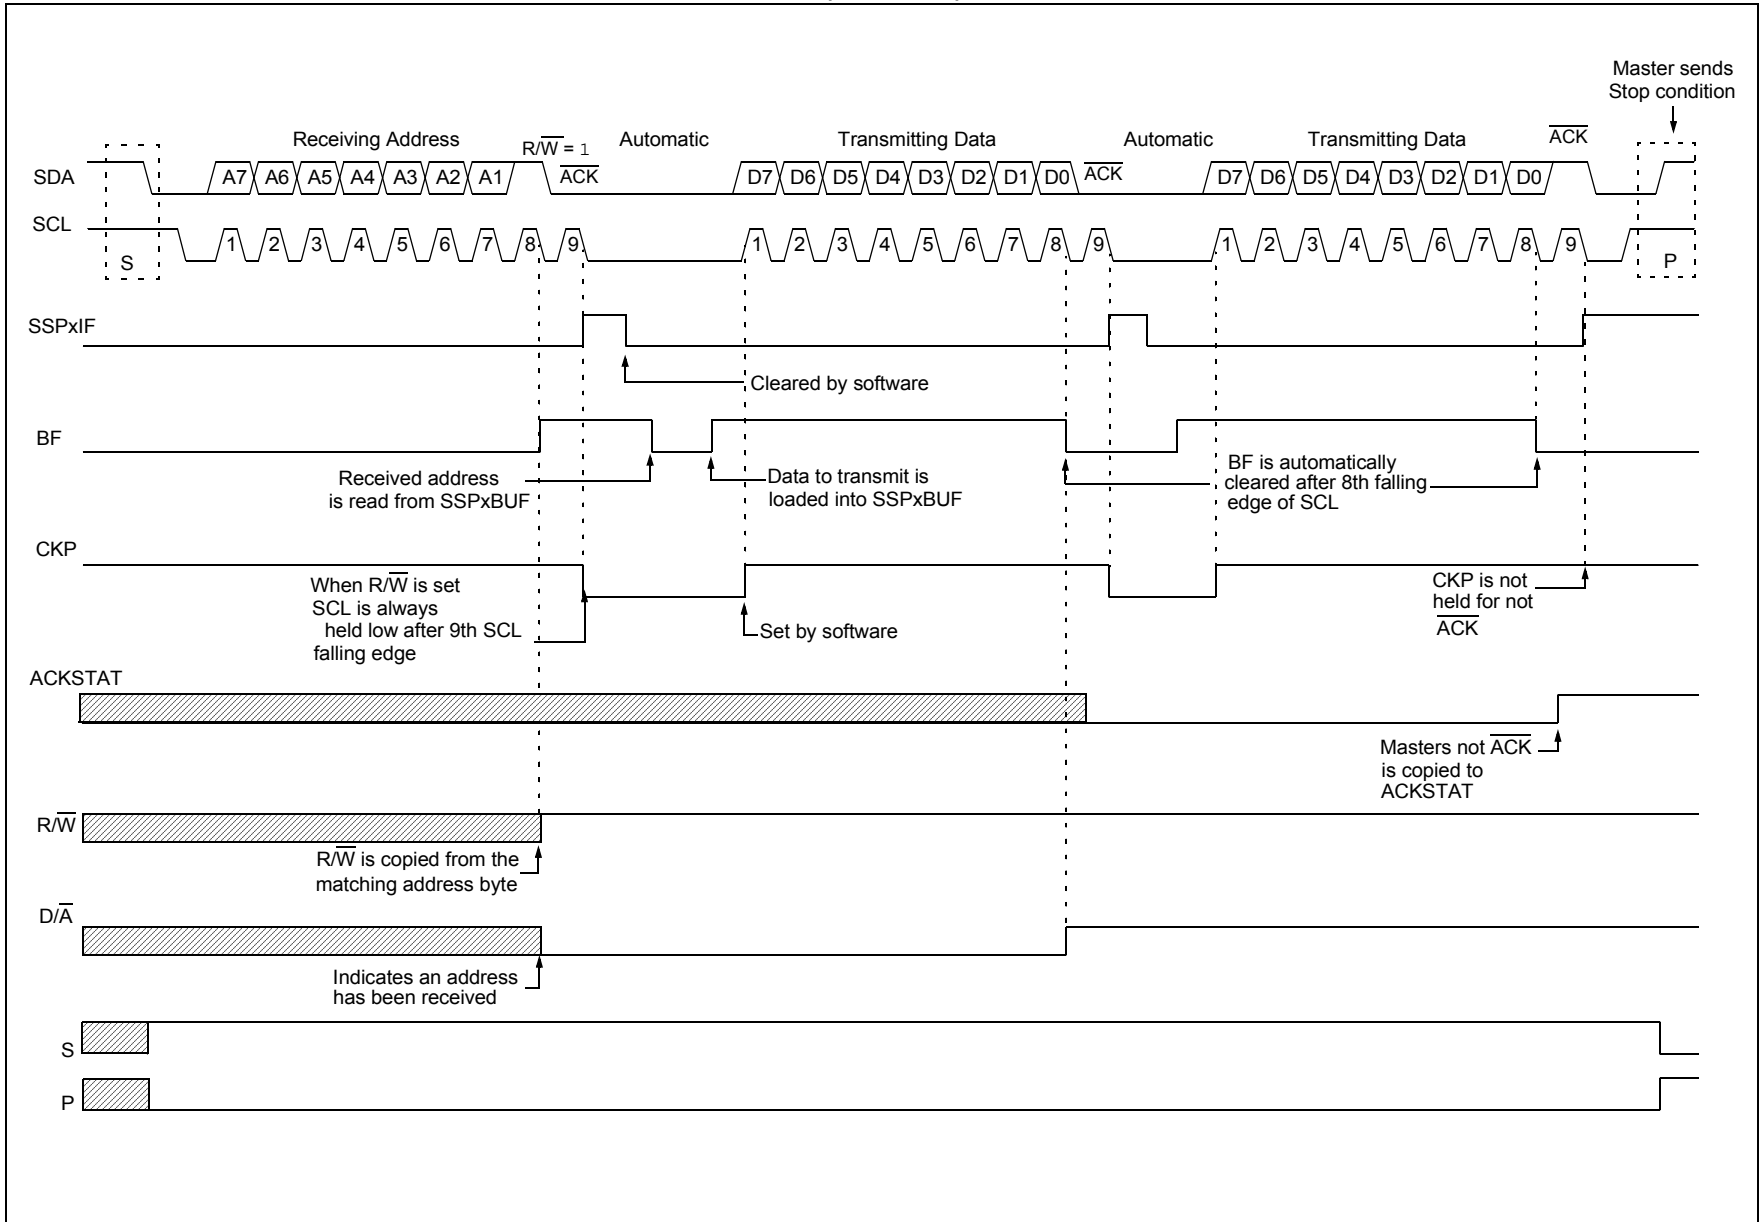 Master sends
Stop condition
Receiving Address
R/W̅ = 1
Automatic
Transmitting Data
Automatic
Transmitting Data
A̅C̅K̅
SDA
A7 A6 A5 A4 A3 A2 A1
A̅C̅K̅
D7 D6 D5 D4 D3 D2 D1 D0
A̅C̅K̅
D7 D6 D5 D4 D3 D2 D1 D0
SCL
S
1 2 3 4 5 6 7 8 9
1 2 3 4 5 6 7 8 9
1 2 3 4 5 6 7 8 9
P
SSPxIF
Cleared by software
BF
Received address
is read from SSPxBUF
Data to transmit is
loaded into SSPxBUF
BF is automatically
cleared after 8th falling
edge of SCL
CKP
When R/W̅ is set
SCL is always
held low after 9th SCL
falling edge
Set by software
CKP is not
held for not
A̅C̅K̅
ACKSTAT
Masters not A̅C̅K̅
is copied to
ACKSTAT
R/W̅
R/W̅ is copied from the
matching address byte
D/A̅
Indicates an address
has been received
S
P